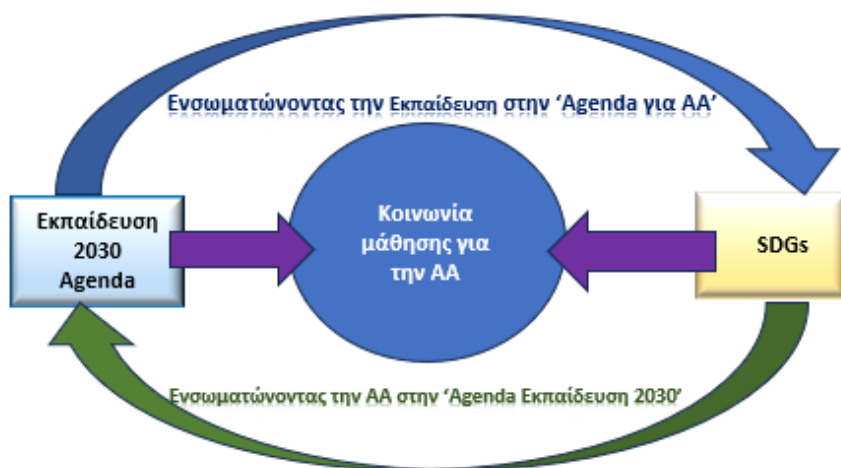 Ενσωματώνοντας την Εκπαίδευση στην ‘Agenda για ΑΑ’
Εκπαίδευση
2030
Agenda
Κοινωνία
μάθησης για
την ΑΑ
SDGs
Ενσωματώνοντας την ΑΑ στην ‘Agenda Εκπαίδευση 2030’